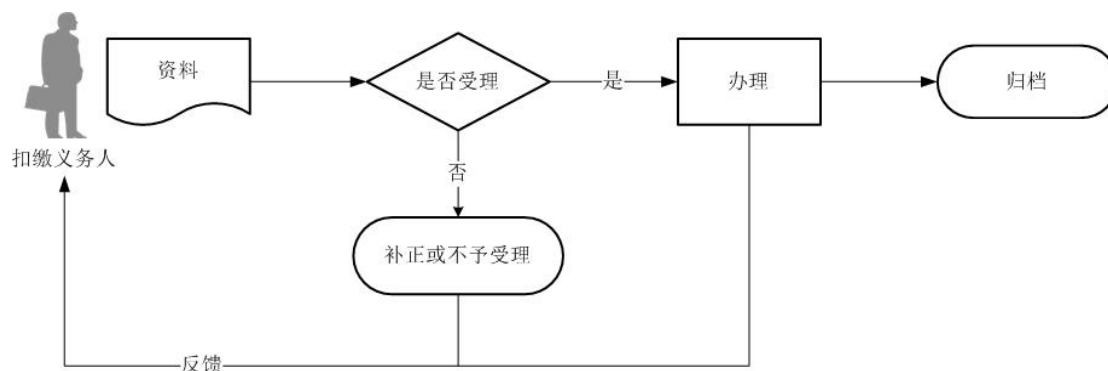 资料
是否受理
是
办理
归档
扣缴义务人
否
补正或不予受理
反馈